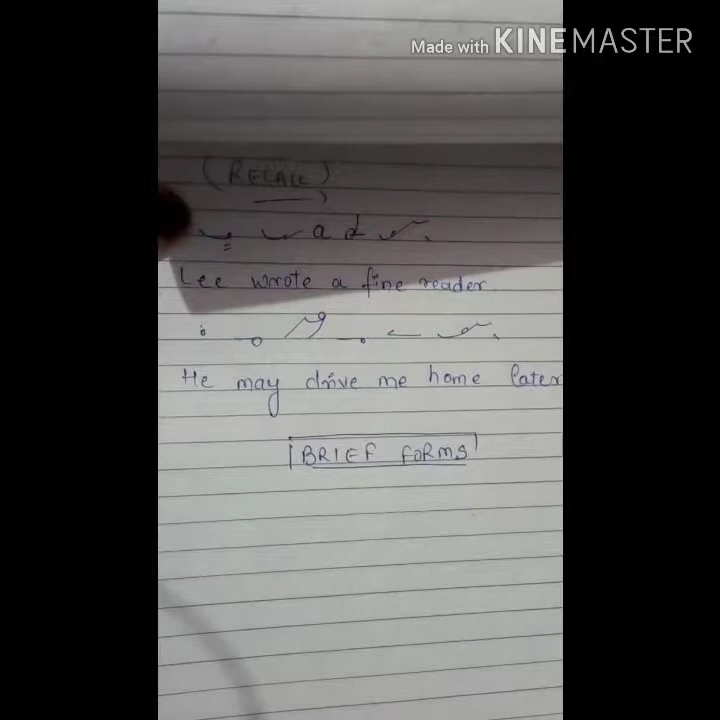 Made with KINEMASTER
(RECALL)
Lee wrote a fine reader.
He may drive me home later
BRIEF FORMS